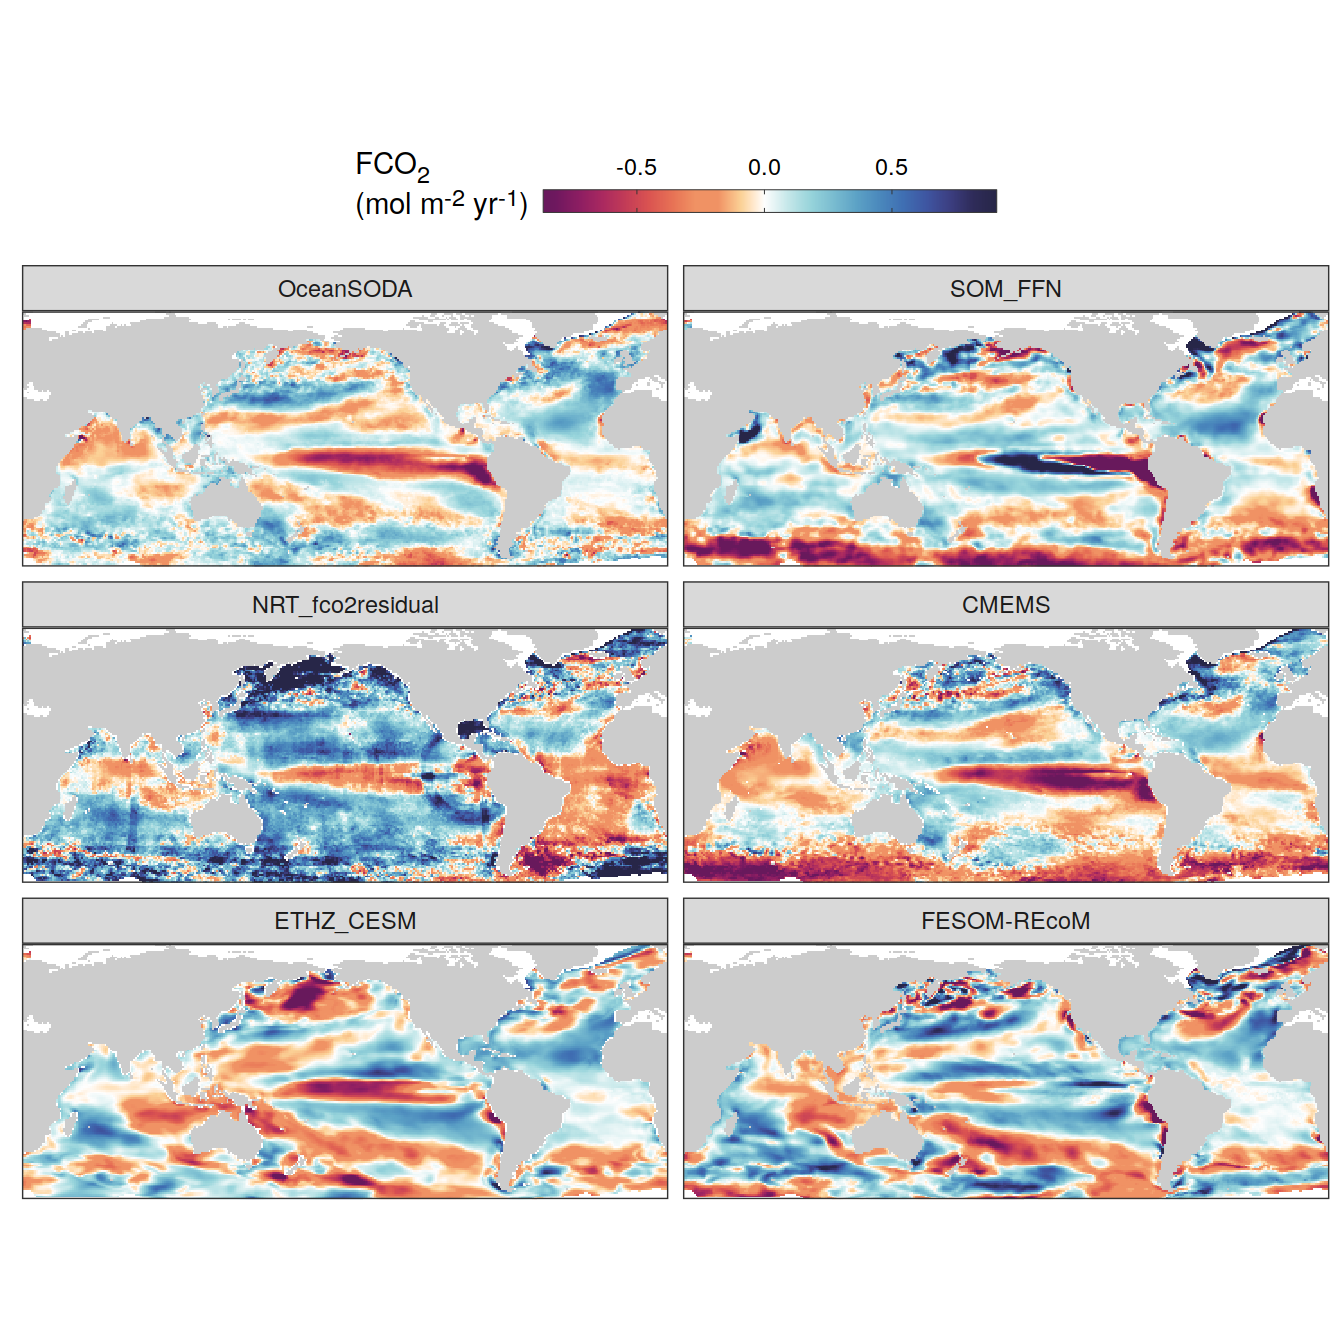 FCO2
(mol m-2 yr-1)
-0.5 0.0 0.5
OceanSODA
SOM_FFN
NRT_fco2residual
CMEMS
ETHZ_CESM
FESOM-REcoM